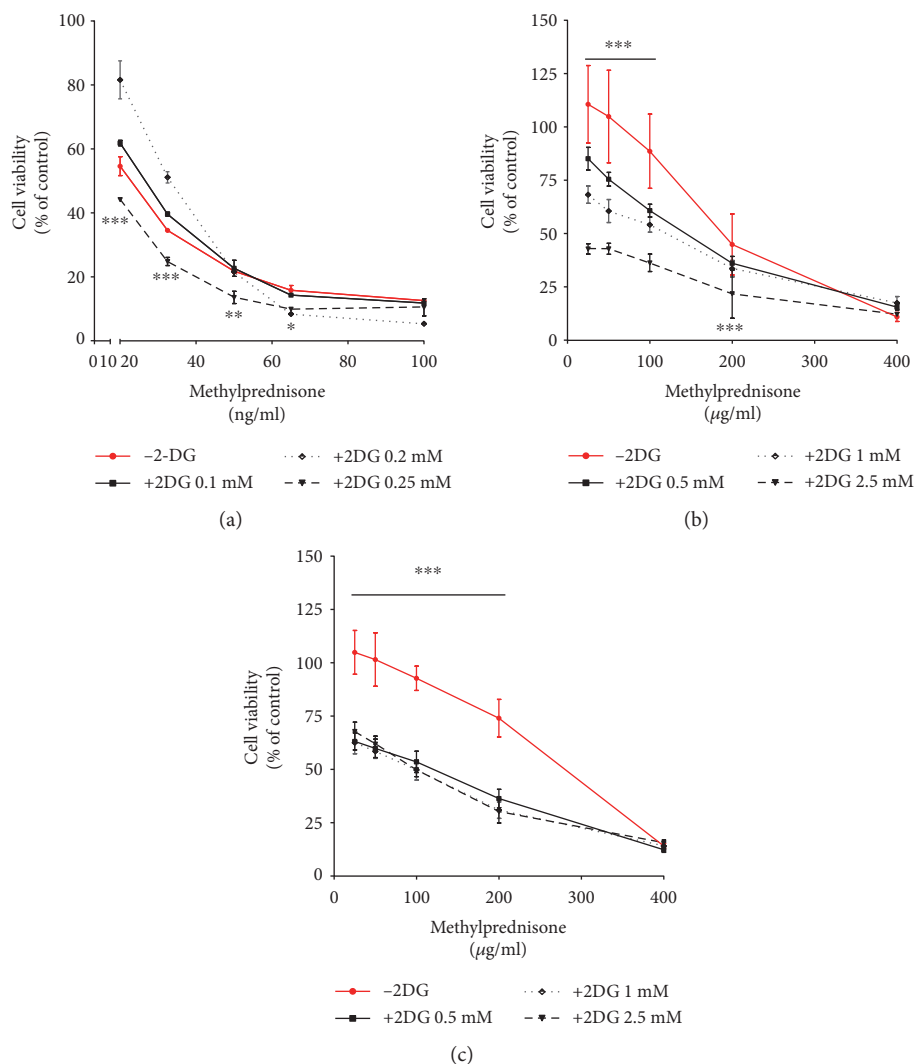 100
80
60
40
20
0
Cell viability
(% of control)
***
***
**
*
0 10 20 40 60 80 100
Methylprednisone
(ng/ml)
−2-DG
+2DG 0.2 mM
+2DG 0.1 mM
+2DG 0.25 mM
(a)
150
125
100
75
50
25
0
Cell viability
(% of control)
***
***
0 100 200 300 400
Methylprednisone
(μg/ml)
−2DG
+2DG 1 mM
+2DG 0.5 mM
+2DG 2.5 mM
(b)
150
125
100
75
50
25
0
Cell viability
(% of control)
***
0 100 200 300 400
Methylprednisone
(μg/ml)
−2DG
+2DG 1 mM
+2DG 0.5 mM
+2DG 2.5 mM
(c)